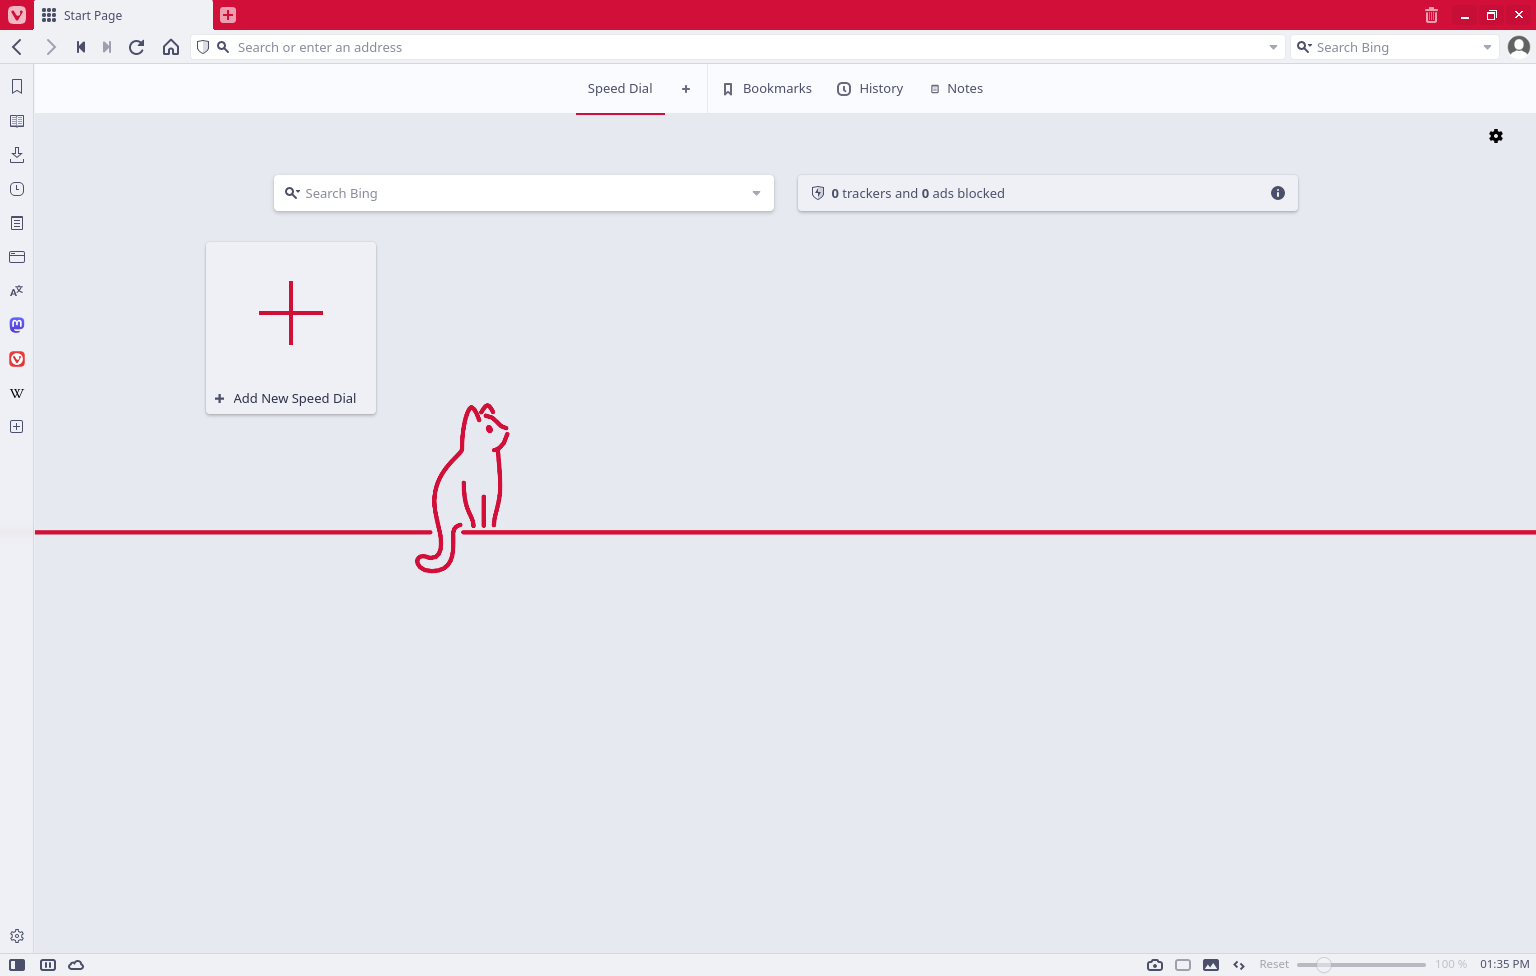 Start Page
Search or enter an address
Search Bing
Speed Dial
Bookmarks
History
Notes
Search Bing
0 trackers and 0 ads blocked
Add New Speed Dial
W
Reset
100 %
01:35 PM